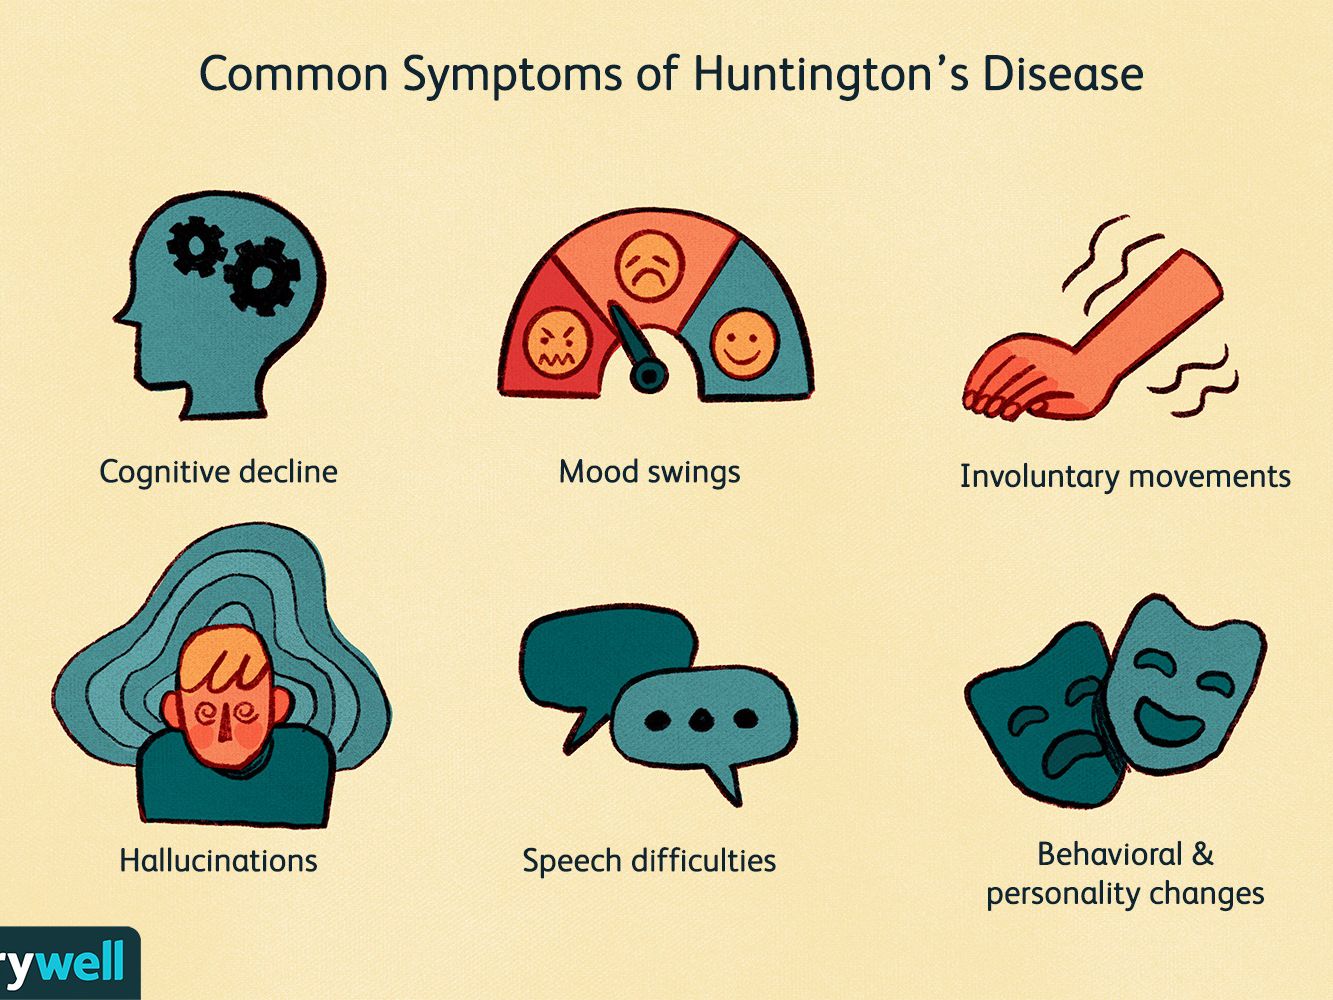 Common Symptoms of Huntington’s Disease
Cognitive decline
Mood swings
Involuntary movements
Hallucinations
Speech difficulties
Behavioral &
personality changes
rywell